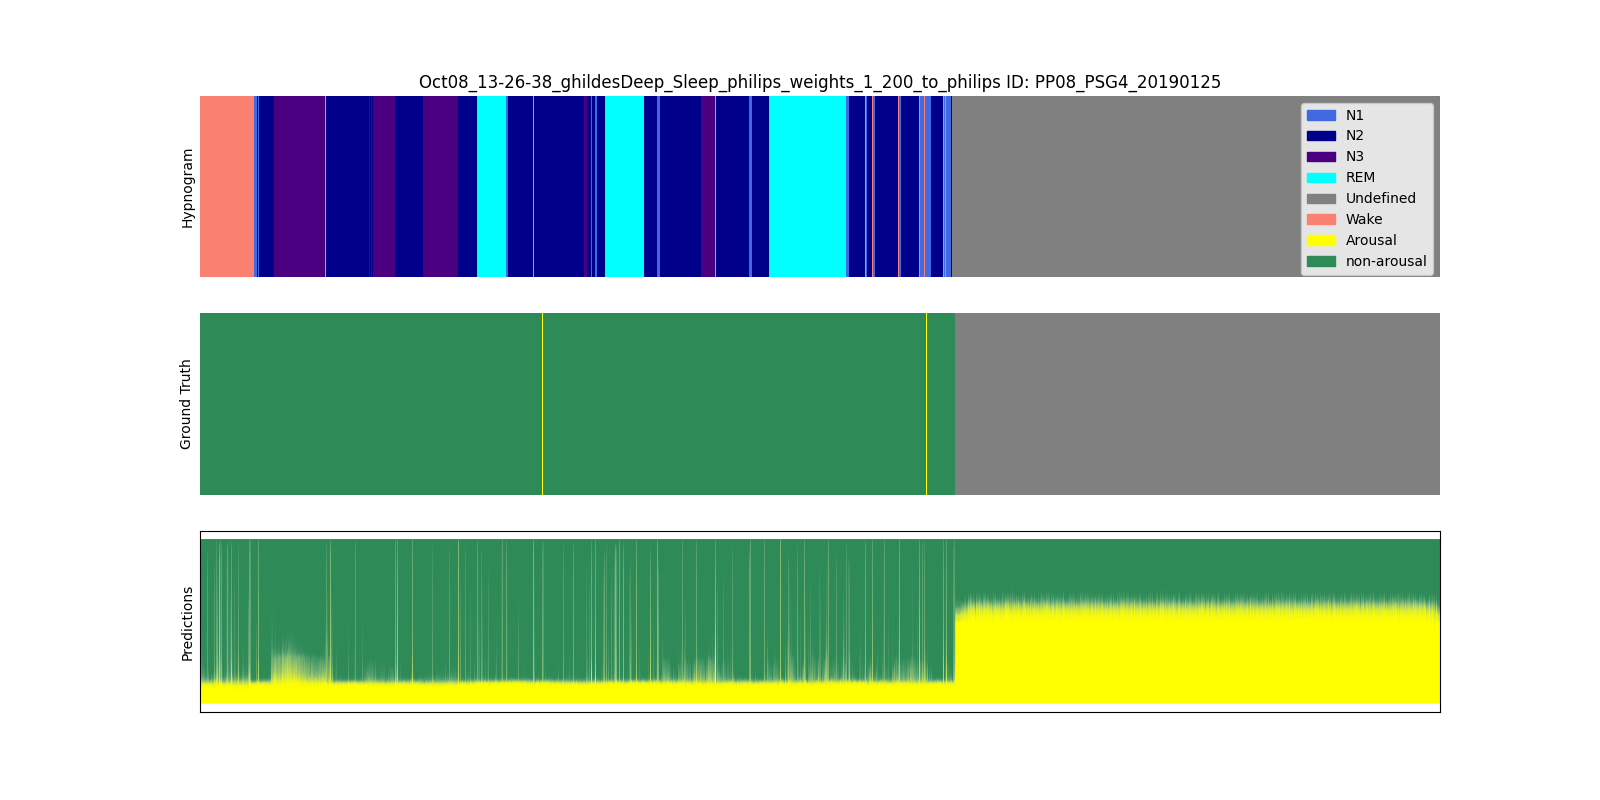 Oct08_13-26-38_ghildesDeep_Sleep_philips_weights_1_200_to_philips ID: PP08_PSG4_20190125
Hypnogram
N1
N2
N3
REM
Undefined
Wake
Arousal
non-arousal
Ground Truth
Predictions